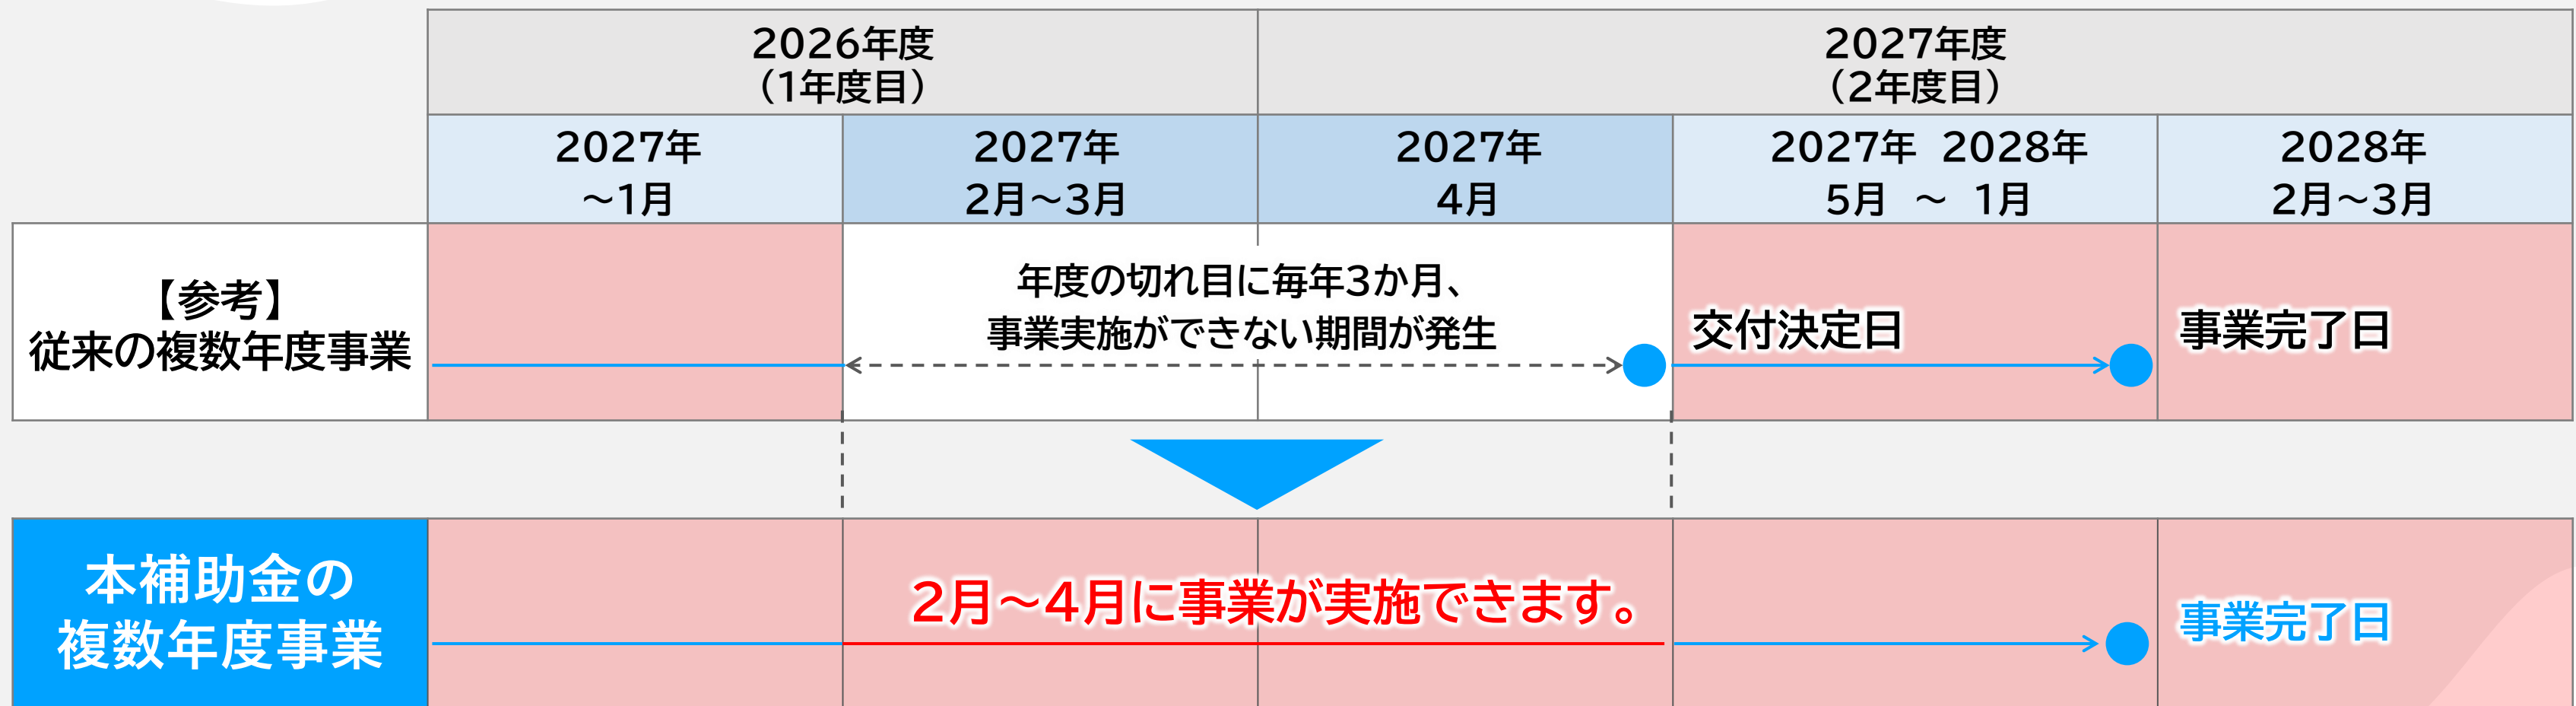 2026年度
（1年度目）
2027年度
（2年度目）
2027年
～1月
2027年
2月～3月
2027年
4月
2027年 2028年
5月 ～ 1月
2028年
2月～3月
【参考】
従来の複数年度事業
年度の切れ目に毎年3か月、
事業実施ができない期間が発生
交付決定日
事業完了日
本補助金の
複数年度事業
2月～4月に事業が実施できます。
事業完了日